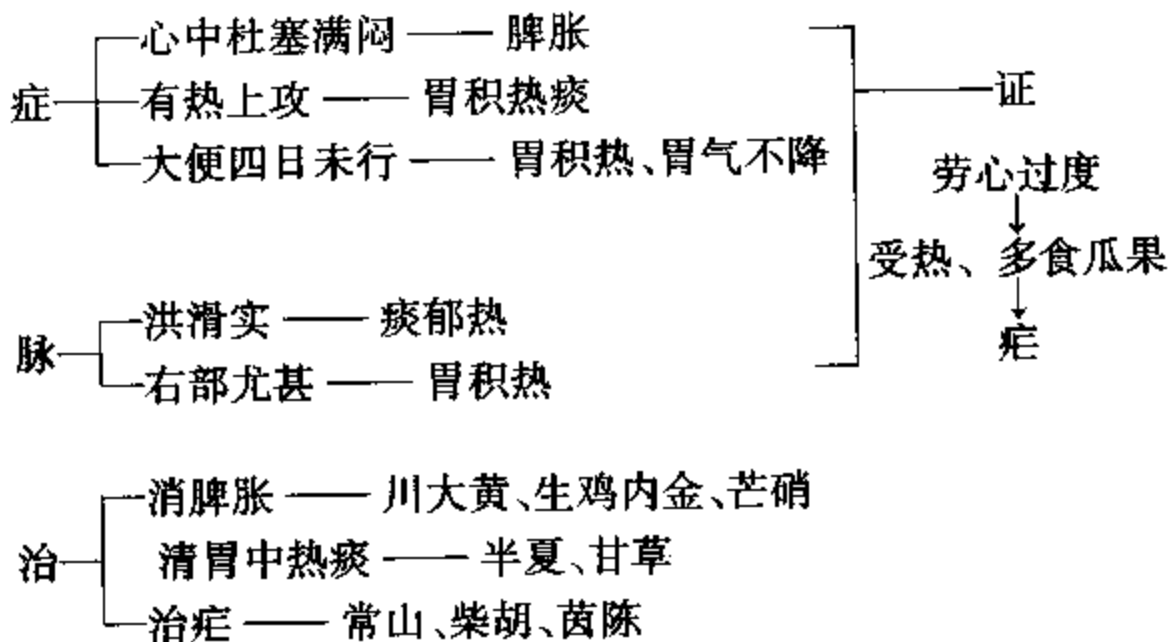 心中杜塞满闷 —— 脾胀
症 有热上攻 —— 胃积热痰
大便四日未行 —— 胃积热、胃气不降
证
劳心过度
受热、多食瓜果
疟
脉 洪滑实 —— 痰郁热
右部尤甚 —— 胃积热
消脾胀 —— 川大黄、生鸡内金、芒硝
治 清胃中热痰 —— 半夏、甘草
治疟 —— 常山、柴胡、茵陈